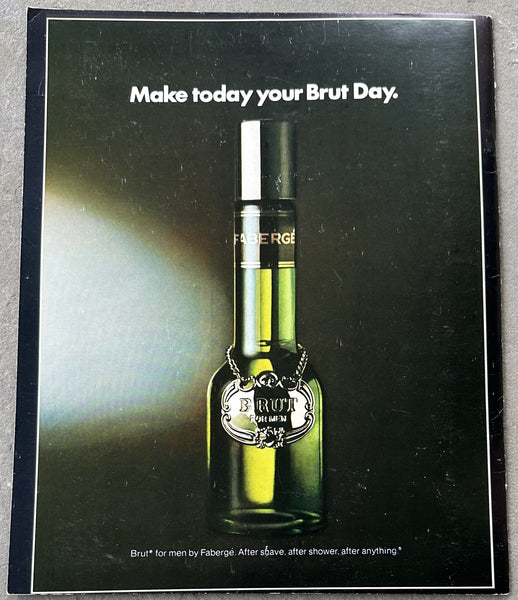 Make today your Brut Day.
FABERGÉ
BRUT
FOR MEN
Brut* for men by Fabergé. After shave, after shower, after anything.*